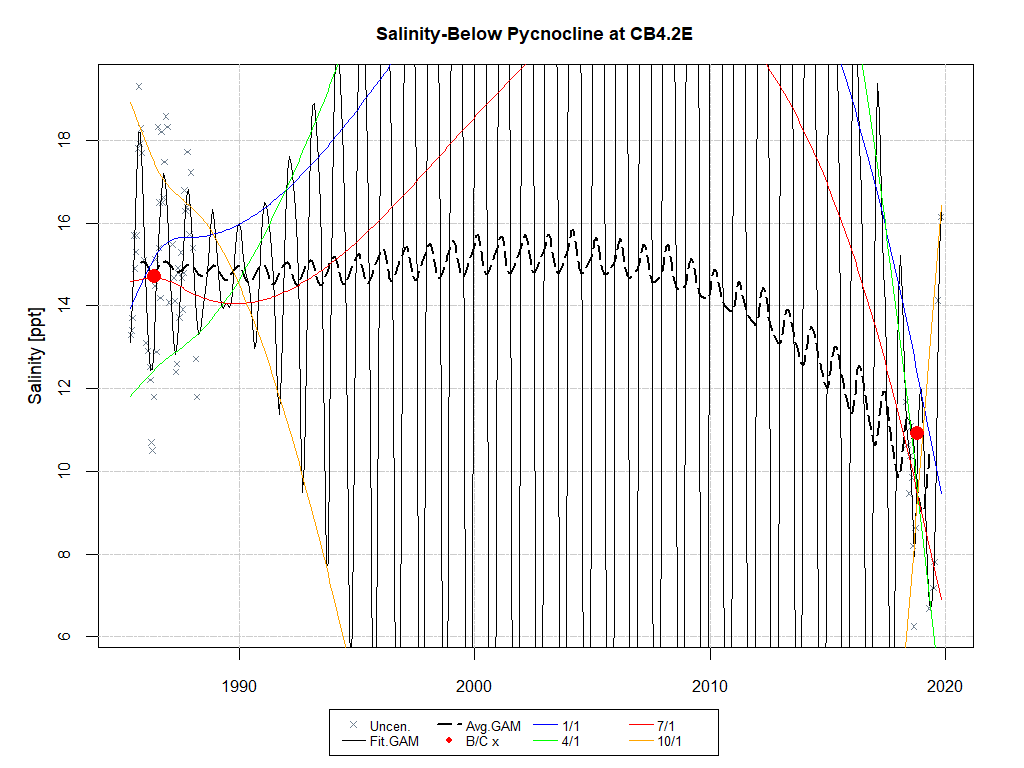 Salinity-Below Pycnocline at CB4.2E
Salinity [ppt]
18
16
14
12
10
8
6
1990 2000 2010 2020
Uncen. Avg.GAM 1/1 7/1
Fit.GAM B/C x 4/1 10/1